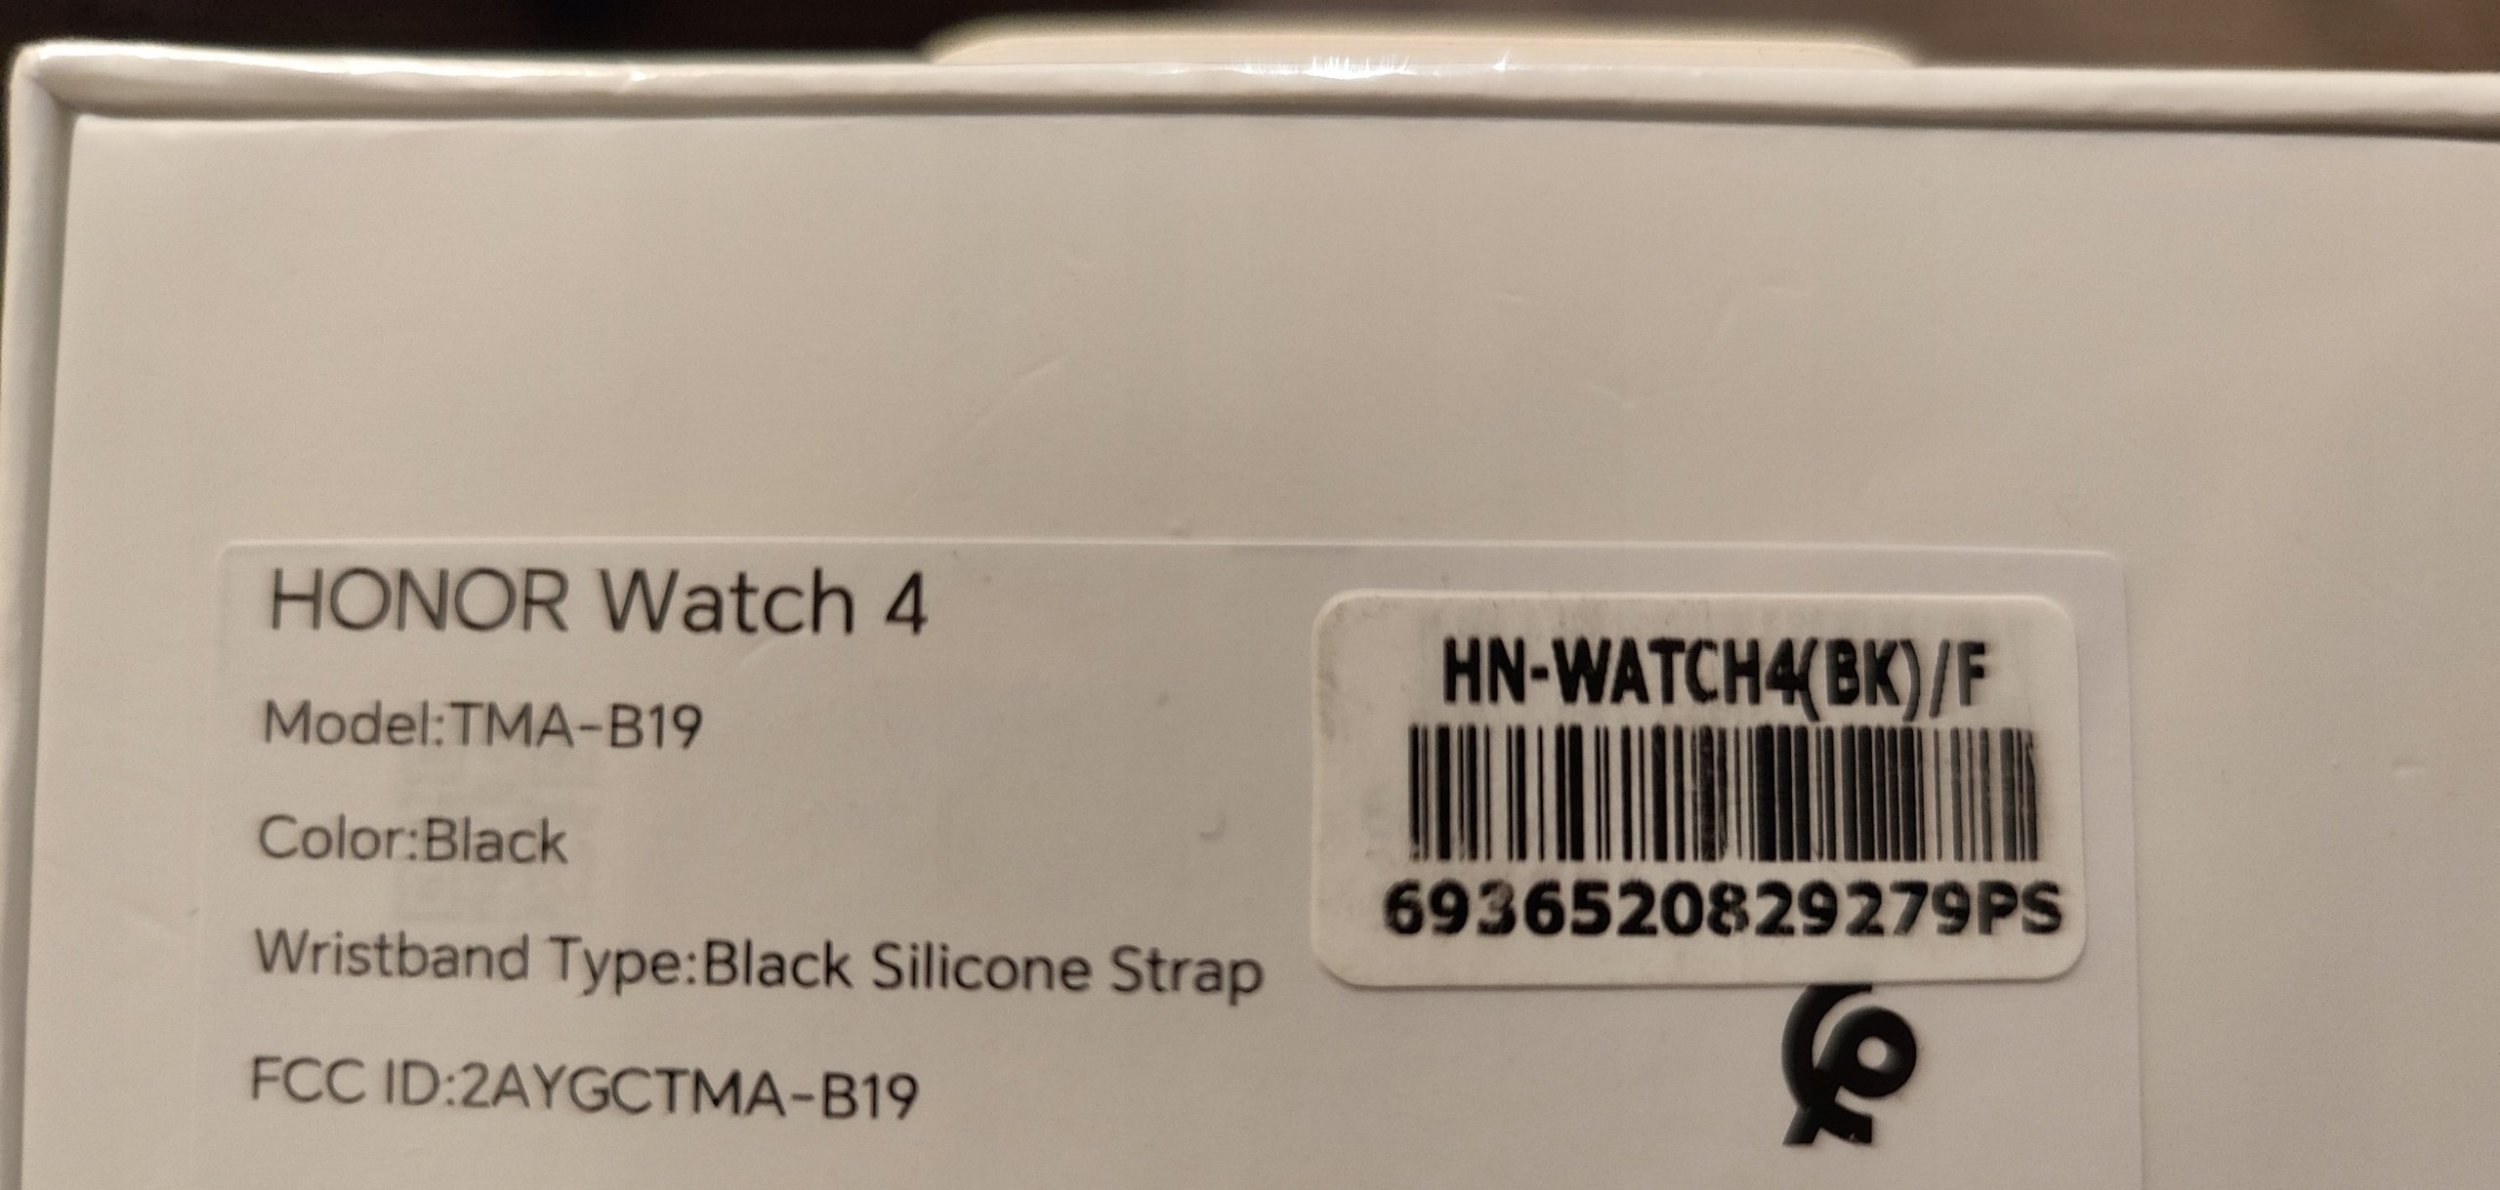 HONOR Watch 4
Model:TMA-B19
Color:Black
Wristband Type:Black Silicone Strap
FCC ID:2AYGCTMA-B19
HN-WATCH4(BK)/F
6936520829279PS